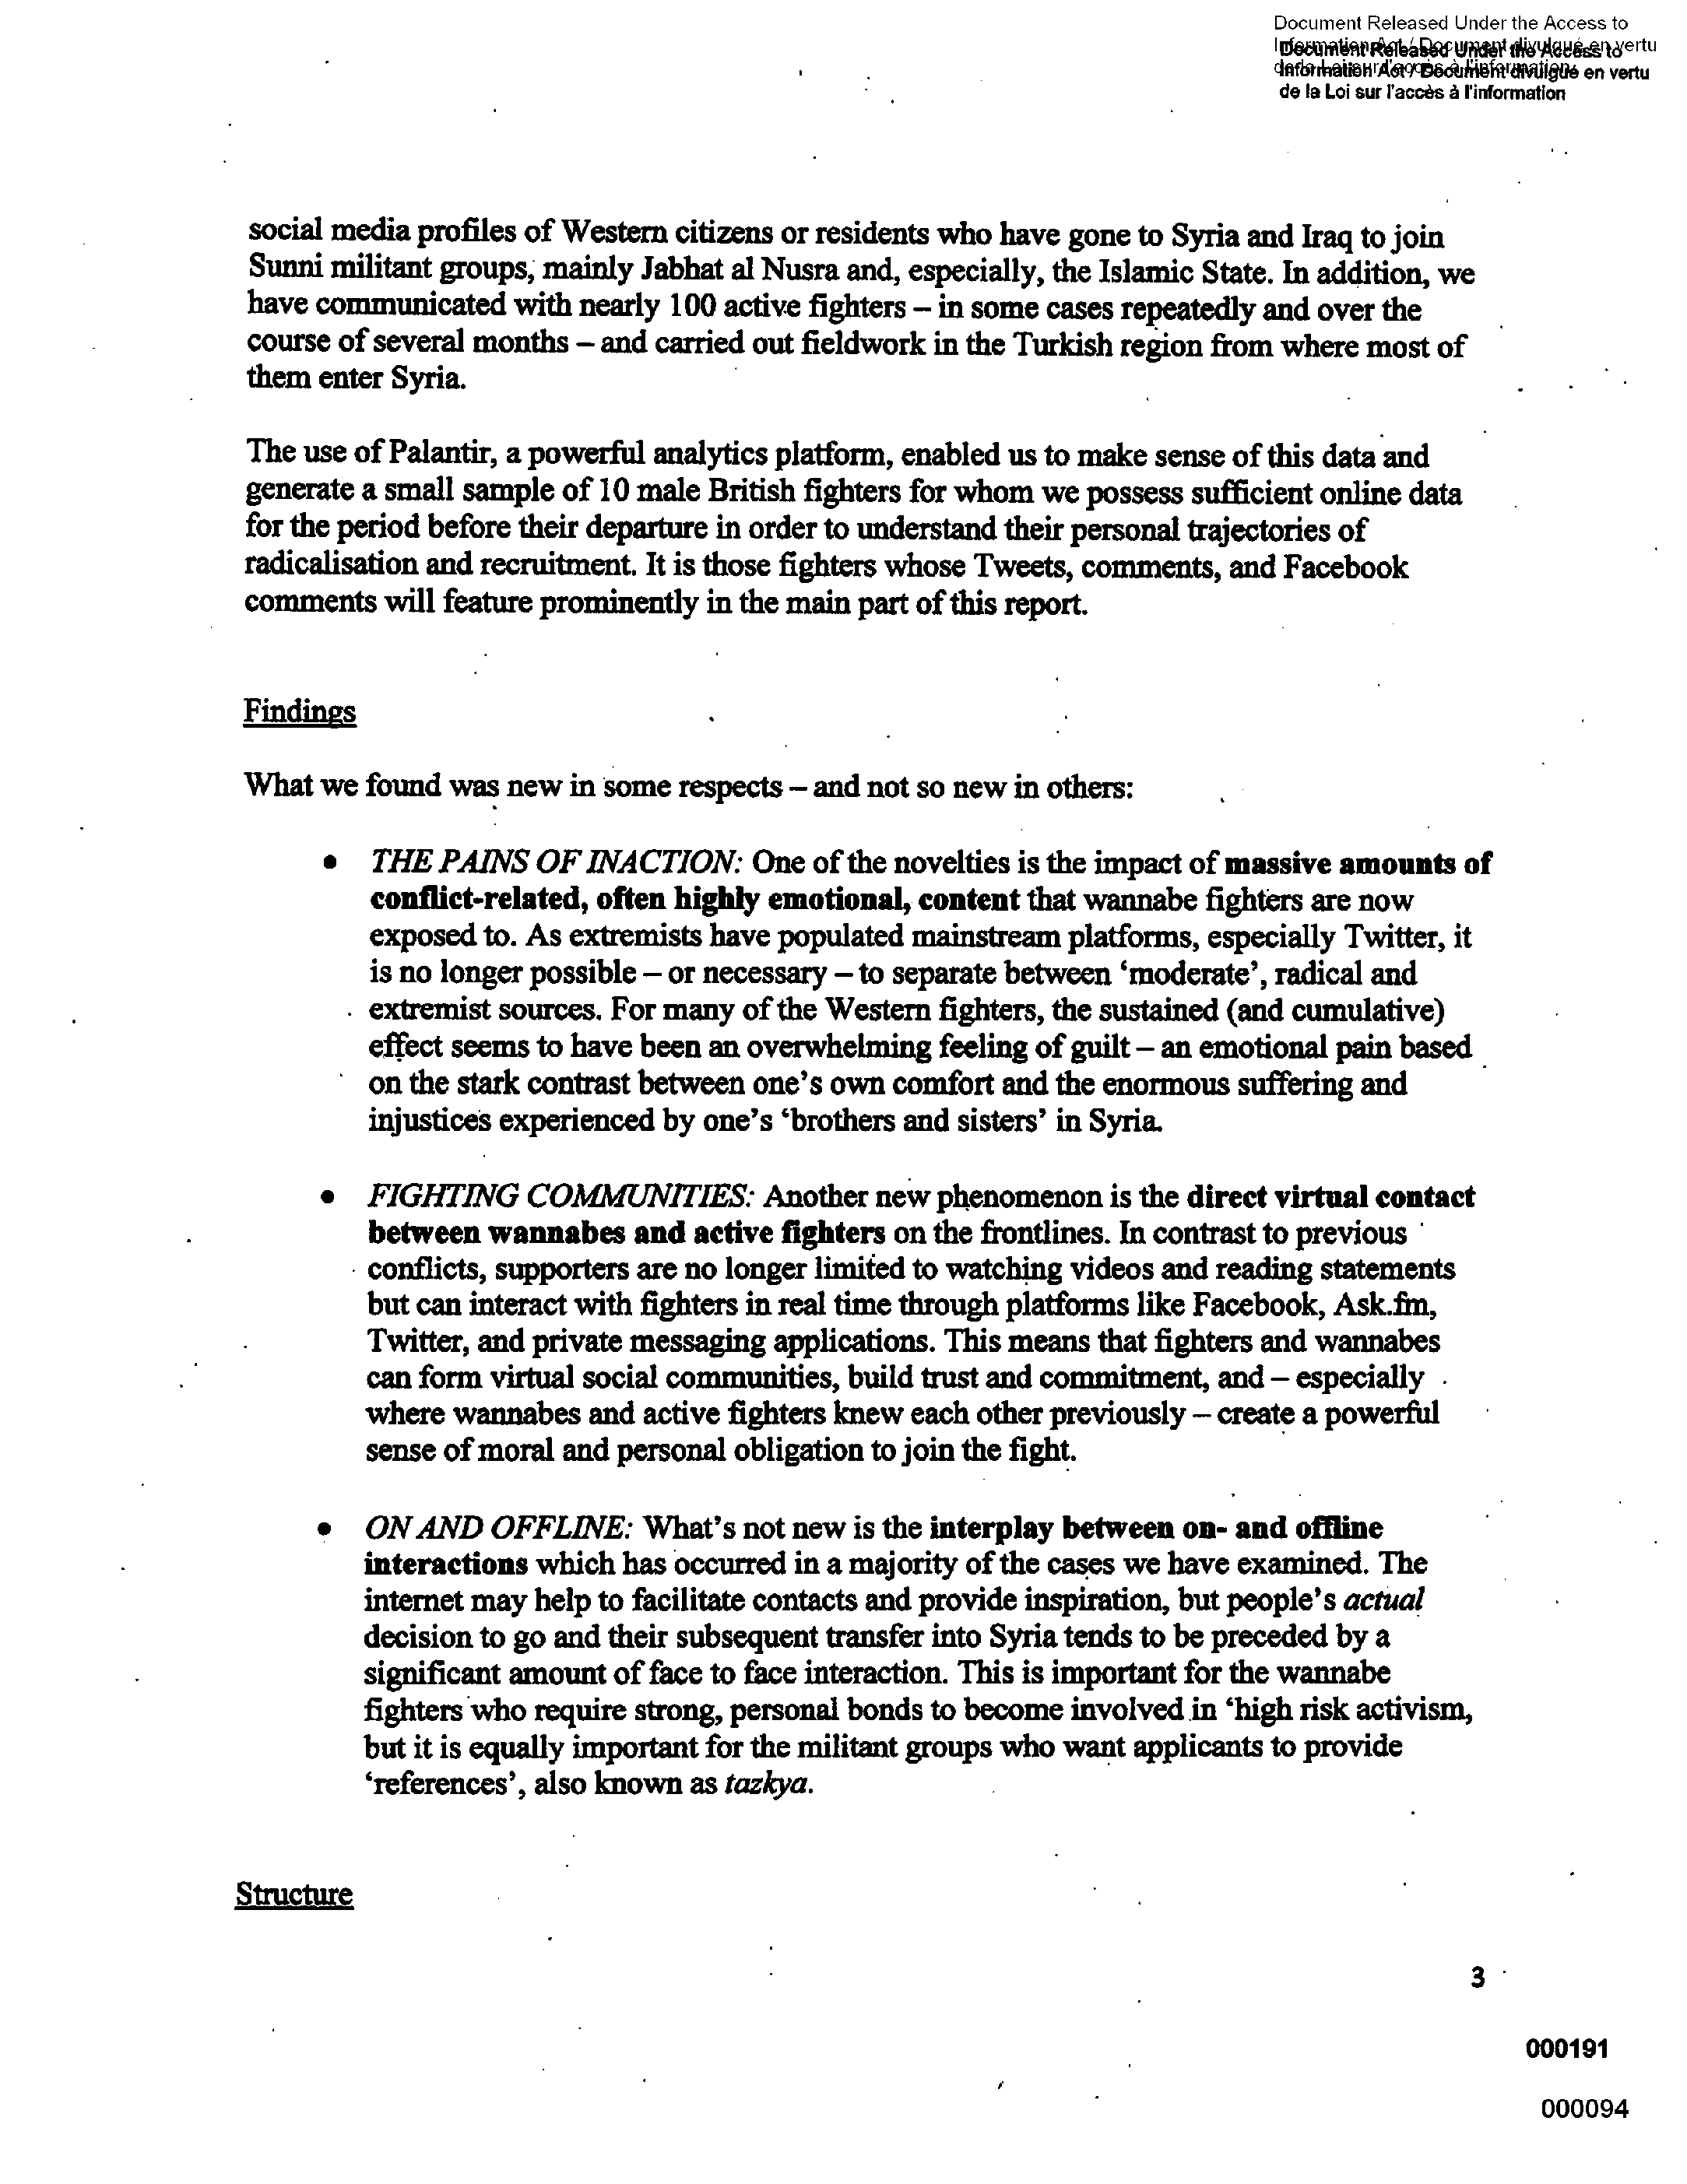 Document Released Under the Access to
Information Act / Document divulgué en vertu
de la Loi sur l'accès à l'information
Document Released Under the Access to
Information Act / Document divulgué en vertu
de la Loi sur l'accès à l'information
social media profiles of Western citizens or residents who have gone to Syria and Iraq to join
Sunni militant groups, mainly Jabhat al Nusra and, especially, the Islamic State. In addition, we
have communicated with nearly 100 active fighters – in some cases repeatedly and over the
course of several months – and carried out fieldwork in the Turkish region from where most of
them enter Syria.
The use of Palantir, a powerful analytics platform, enabled us to make sense of this data and
generate a small sample of 10 male British fighters for whom we possess sufficient online data
for the period before their departure in order to understand their personal trajectories of
radicalisation and recruitment. It is those fighters whose Tweets, comments, and Facebook
comments will feature prominently in the main part of this report.
Findings
What we found was new in some respects – and not so new in others:
• THE PAINS OF INACTION: One of the novelties is the impact of massive amounts of
conflict-related, often highly emotional, content that wannabe fighters are now
exposed to. As extremists have populated mainstream platforms, especially Twitter, it
is no longer possible – or necessary – to separate between ‘moderate’, radical and
extremist sources. For many of the Western fighters, the sustained (and cumulative)
effect seems to have been an overwhelming feeling of guilt – an emotional pain based
on the stark contrast between one’s own comfort and the enormous suffering and
injustices experienced by one’s ‘brothers and sisters’ in Syria.
• FIGHTING COMMUNITIES: Another new phenomenon is the direct virtual contact
between wannabes and active fighters on the frontlines. In contrast to previous
conflicts, supporters are no longer limited to watching videos and reading statements
but can interact with fighters in real time through platforms like Facebook, Ask.fm,
Twitter, and private messaging applications. This means that fighters and wannabes
can form virtual social communities, build trust and commitment, and – especially
where wannabes and active fighters knew each other previously – create a powerful
sense of moral and personal obligation to join the fight.
• ON AND OFFLINE: What’s not new is the interplay between on- and offline
interactions which has occurred in a majority of the cases we have examined. The
internet may help to facilitate contacts and provide inspiration, but people’s actual
decision to go and their subsequent transfer into Syria tends to be preceded by a
significant amount of face to face interaction. This is important for the wannabe
fighters who require strong, personal bonds to become involved in ‘high risk activism,
but it is equally important for the militant groups who want applicants to provide
‘references’, also known as tazkya.
Structure
3
000191
000094